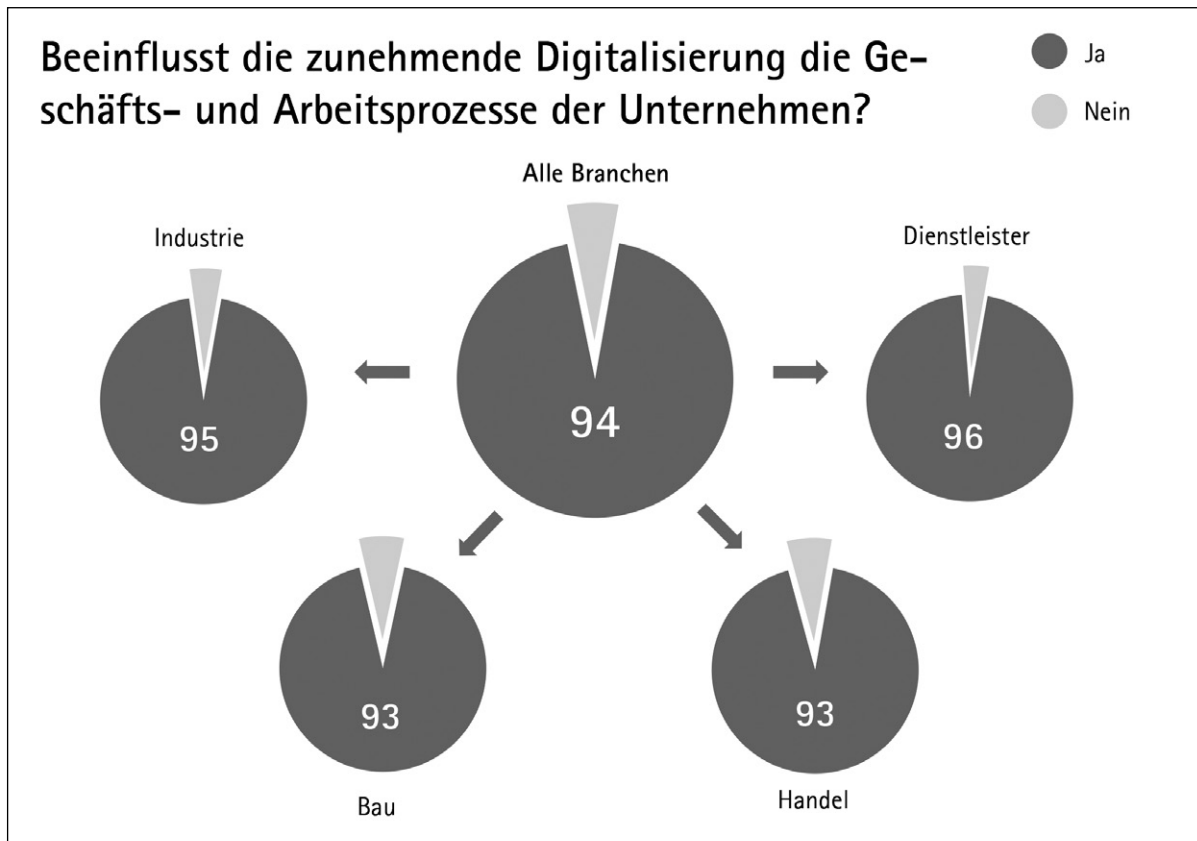 Beeinflusst die zunehmende Digitalisierung die Ge-
schäfts- und Arbeitsprozesse der Unternehmen?
Ja
Nein
Alle Branchen
94
Industrie
95
Dienstleister
96
93
Bau
93
Handel